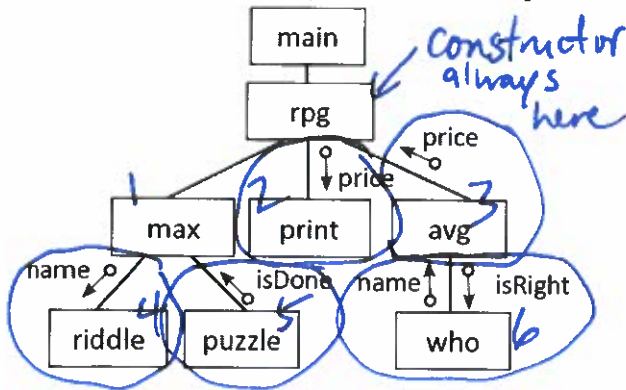 main
constructor
always
here
rpg
price
price
1
max
2
print
avg
3
name
isDone
name
isRight
riddle
4
puzzle
5
who
6